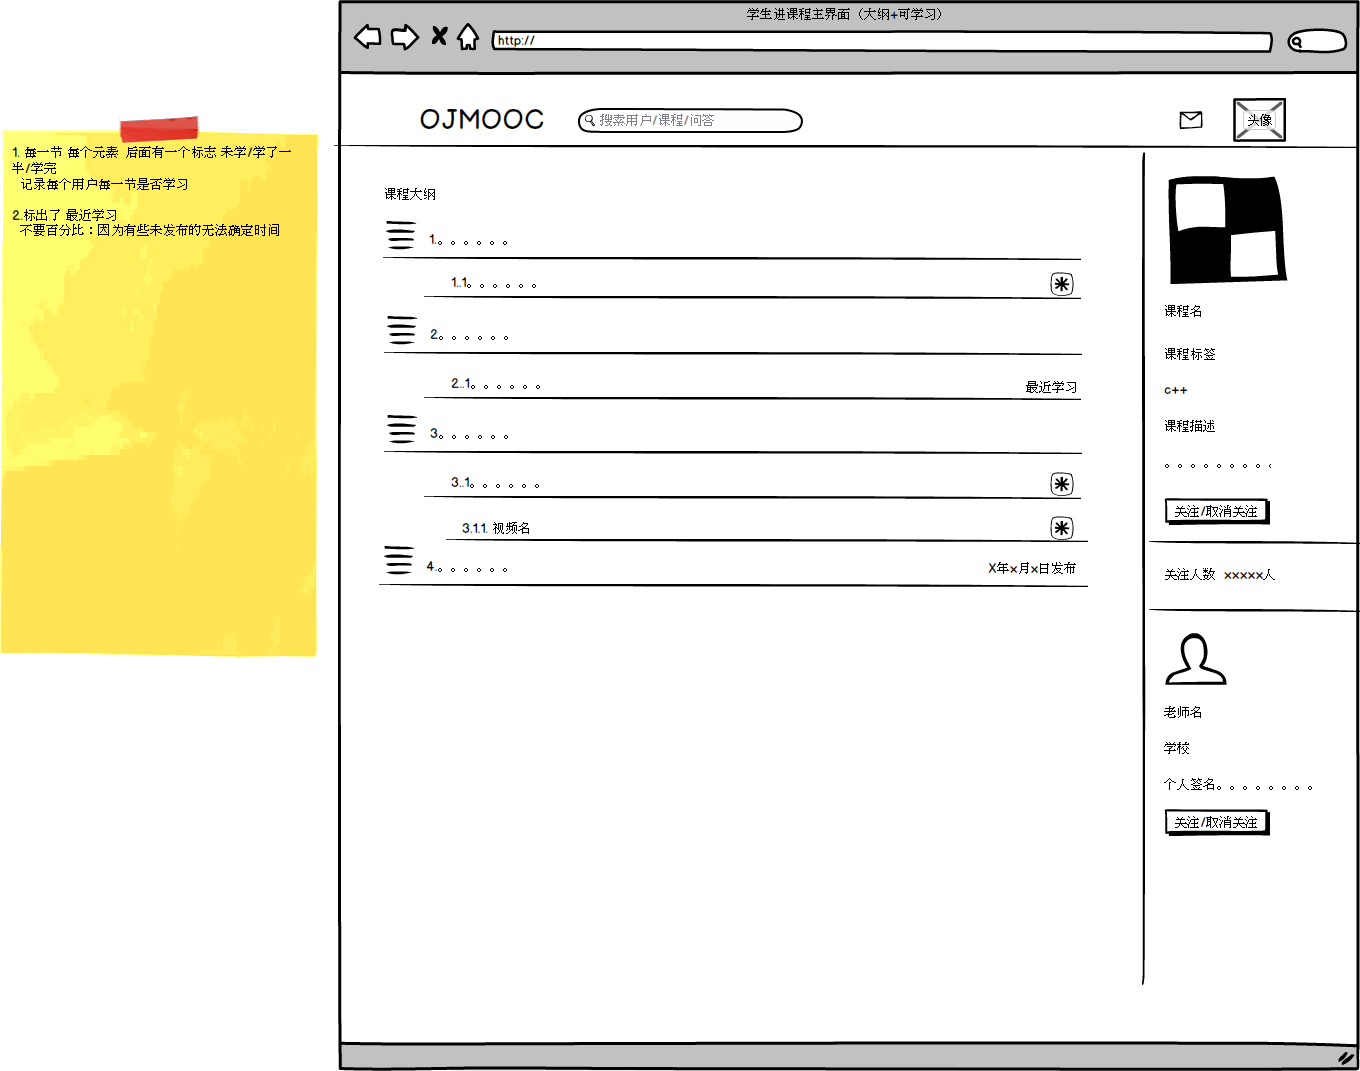 学生进课程主界面（大纲+可学习）
http://
OJMOOC
搜索用户/课程/问答
头像
1. 每一节 每个元素  后面有一个标志 未学/学了一
半/学完
记录每个用户每一节是否学习
2.标出了 最近学习
不要百分比：因为有些未发布的无法确定时间
课程大纲
1.。。。。。。
1..1。。。。。。
2.。。。。。。
2..1。。。。。。
最近学习
3.。。。。。。
3..1。。。。。。
3.1.1. 视频名
4.。。。。。。
X年x月x日发布
课程名
课程标签
c++
课程描述
。。。。。。。。。
关注/取消关注
关注人数  xxxxx人
老师名
学校
个人签名。。。。。。。。
关注/取消关注